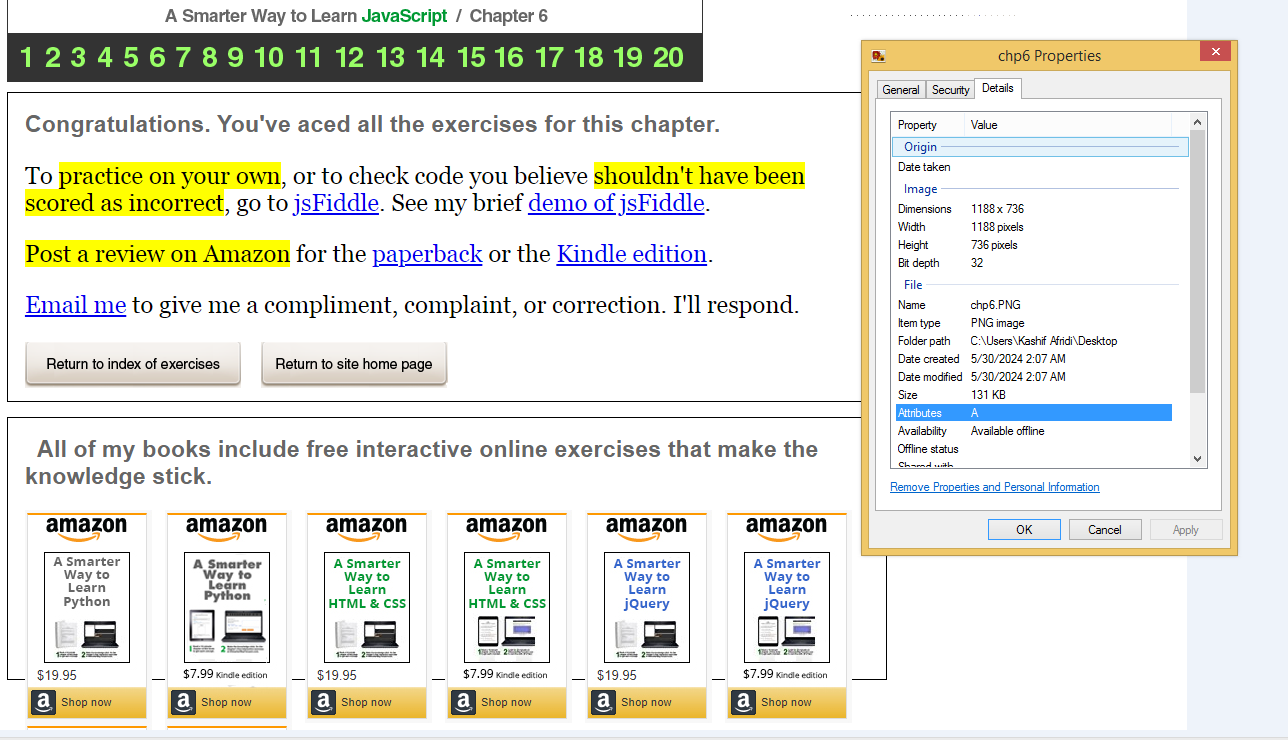 A Smarter Way to Learn JavaScript / Chapter 6
1 2 3 4 5 6 7 8 9 10 11 12 13 14 15 16 17 18 19 20
Congratulations. You've aced all the exercises for this chapter.
To practice on your own, or to check code you believe shouldn't have been
scored as incorrect, go to jsFiddle. See my brief demo of jsFiddle.
Post a review on Amazon for the paperback or the Kindle edition.
Email me to give me a compliment, complaint, or correction. I'll respond.
Return to index of exercises Return to site home page
All of my books include free interactive online exercises that make the
knowledge stick.
amazon
A Smarter
Way to
Learn
Python
$19.95
a Shop now
amazon
A Smarter
Way to
Learn
Python
$7.99 Kindle edition
a Shop now
amazon
A Smarter
Way to
Learn
HTML & CSS
$19.95
a Shop now
amazon
A Smarter
Way to
Learn
HTML & CSS
$7.99 Kindle edition
a Shop now
amazon
A Smarter
Way to
Learn
jQuery
$19.95
a Shop now
amazon
A Smarter
Way to
Learn
jQuery
$7.99 Kindle edition
a Shop now
chp6 Properties
General Security Details
Property Value
Origin
Date taken
Image
Dimensions 1188 x 736
Width 1188 pixels
Height 736 pixels
Bit depth 32
File
Name chp6.PNG
Item type PNG image
Folder path C:\Users\Kashif Afridi\Desktop
Date created 5/30/2024 2:07 AM
Date modified 5/30/2024 2:07 AM
Size 131 KB
Attributes A
Availability Available offline
Offline status
Shared with
Remove Properties and Personal Information
OK Cancel Apply